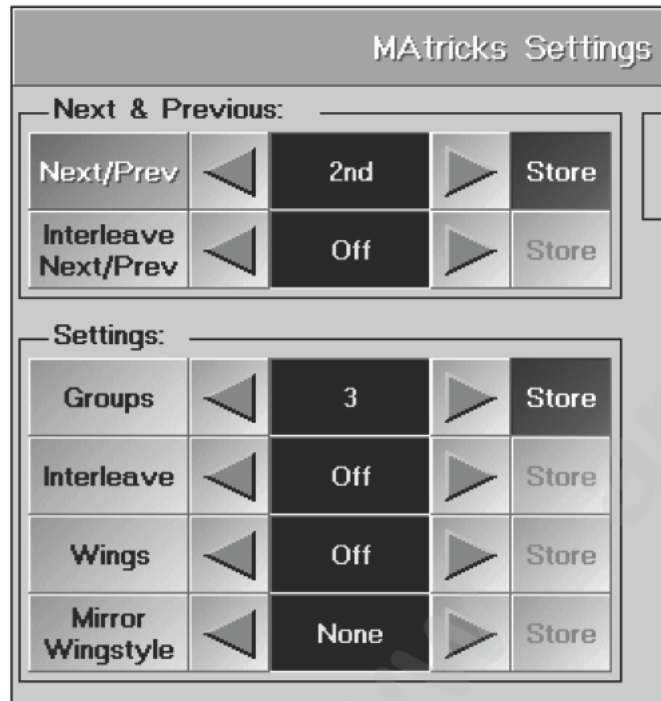 MAtricks Settings
Next & Previous:
Next/Prev 2nd Store
Interleave
Next/Prev Off Store
Settings:
Groups 3 Store
Interleave Off Store
Wings Off Store
Mirror
Wingstyle None Store